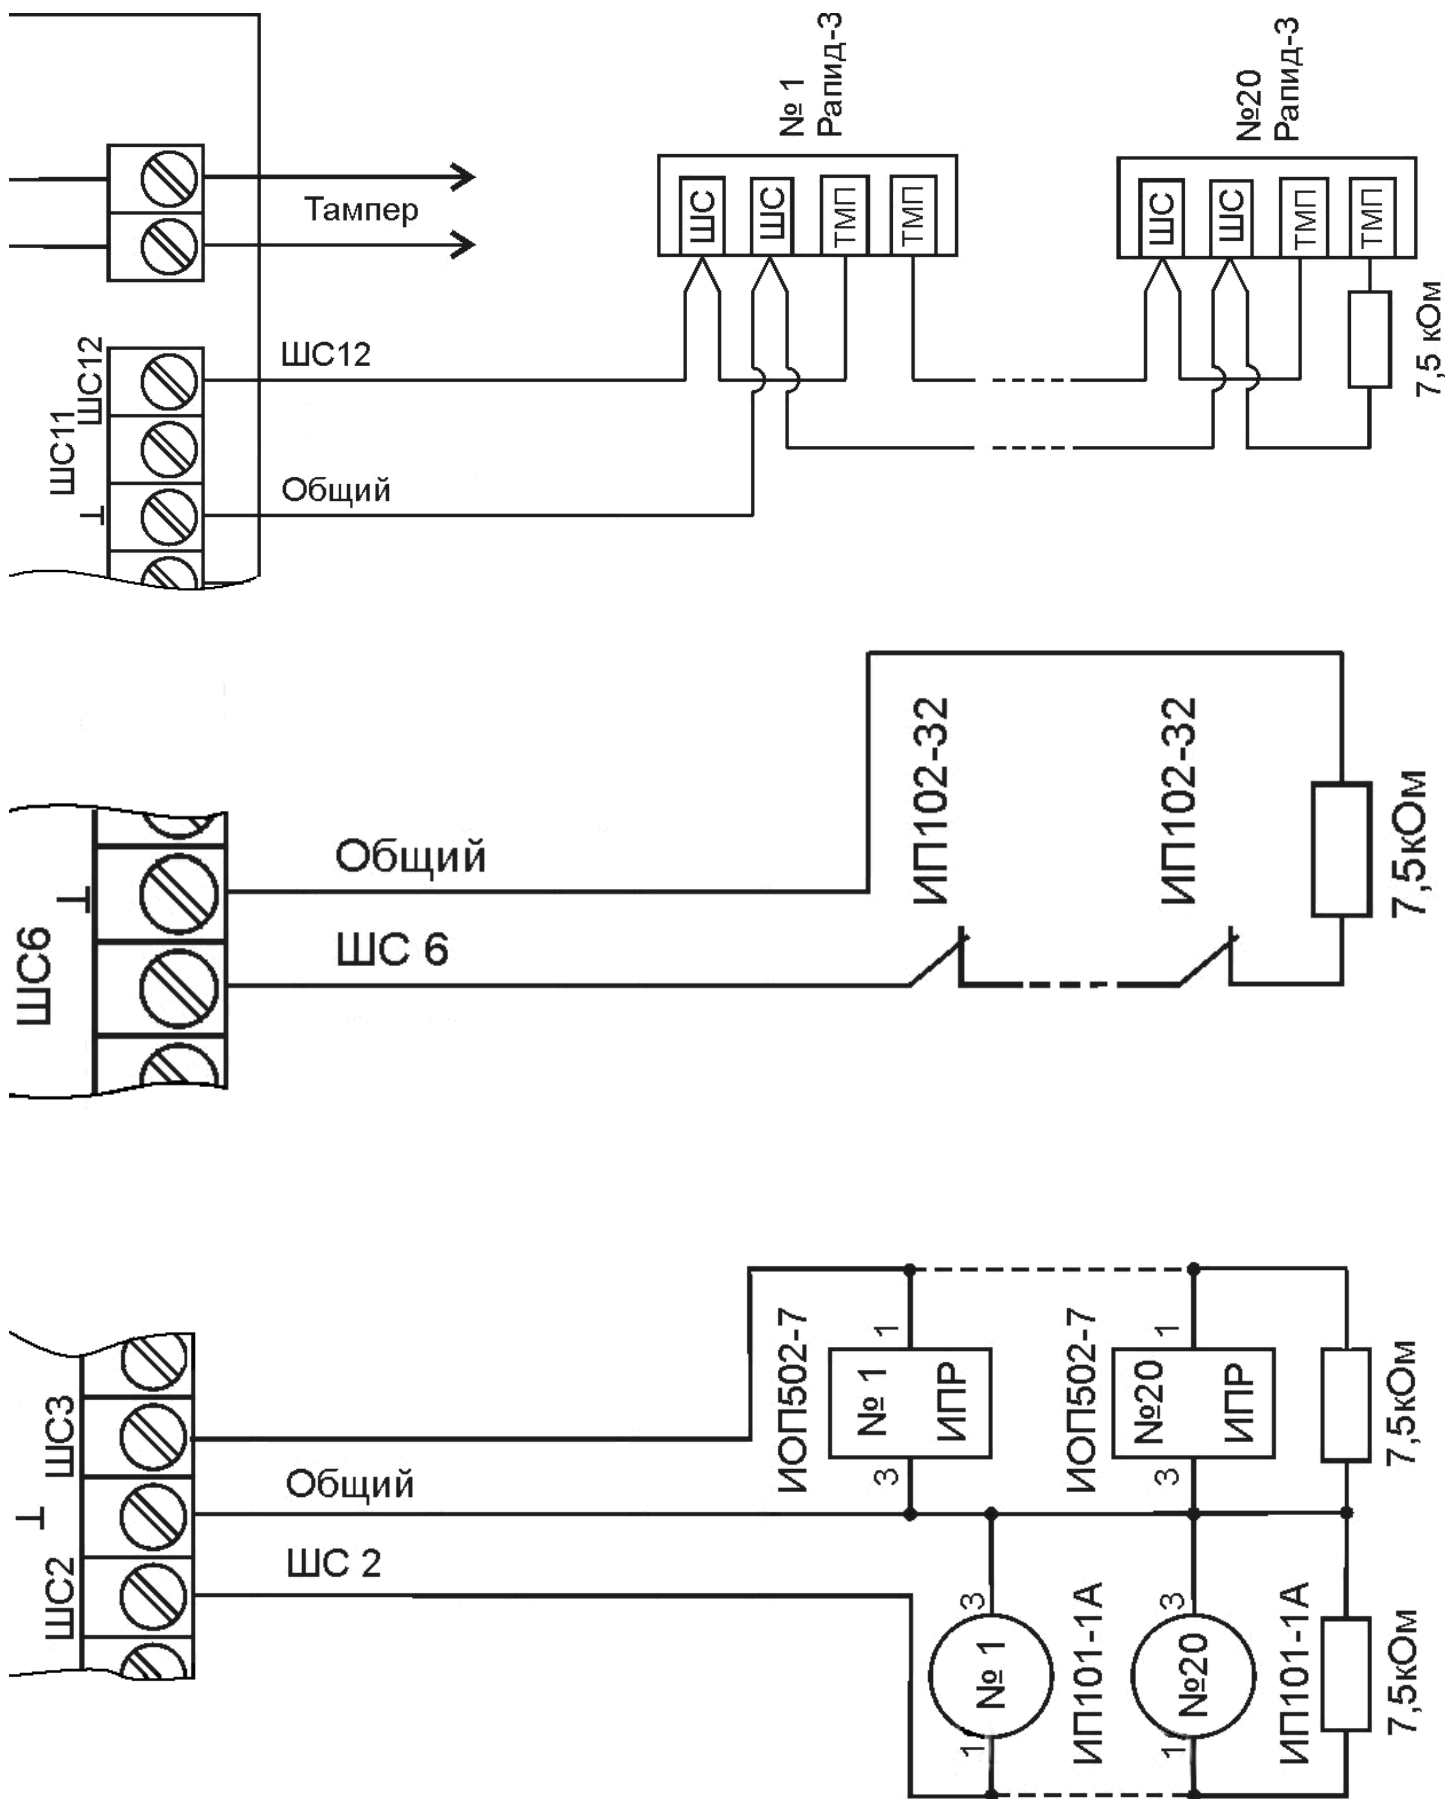 № 1
Рапид-3
№20
Рапид-3
ШС
ШС
ТМП
ТМП
ШС
ШС
ТМП
ТМП
Тампер
7,5 кОм
ШС12
ШС12
ШС11
Общий
ИП102-32
ИП102-32
7,5кОм
Общий
ШС6
ШС 6
ИОП502-7
№ 1
ИПР
1
3
ИОП502-7
№20
ИПР
1
3
7,5кОм
ШС3
Общий
ШС2
ШС 2
3
№ 1
1
ИП101-1А
3
№20
1
ИП101-1А
7,5кОм